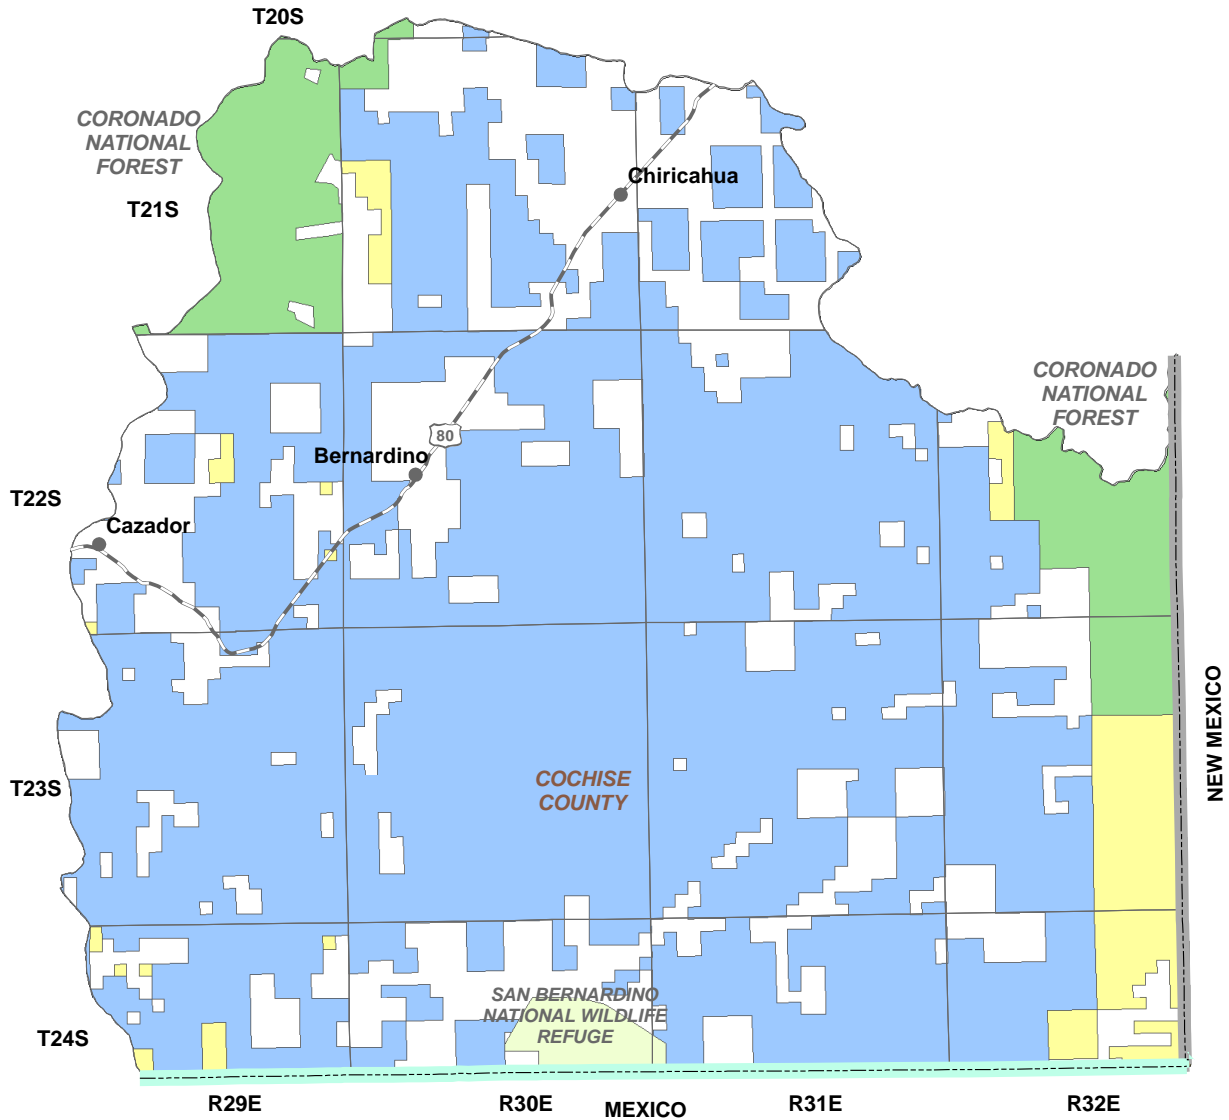 T20S
CORONADO
NATIONAL
FOREST
Chiricahua
T21S
CORONADO
NATIONAL
FOREST
80
Bernardino
T22S
Cazador
NEW MEXICO
COCHISE
COUNTY
T23S
SAN BERNARDINO
NATIONAL WILDLIFE
REFUGE
T24S
R29E
R30E
MEXICO
R31E
R32E